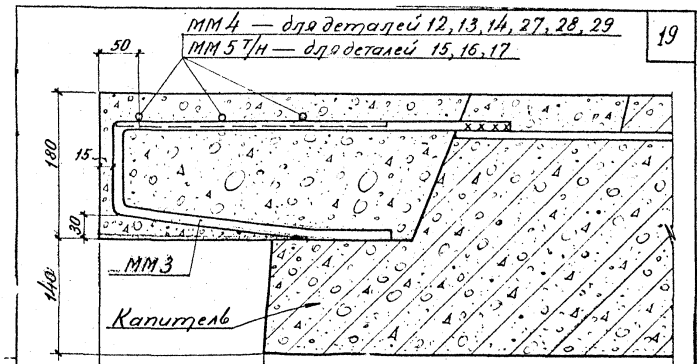 ММ4 — для деталей 12, 13, 14, 27, 28, 29
ММ5 т/н — для деталей 15, 16, 17
19
50
180
15
30
ММ3
140
Капитель